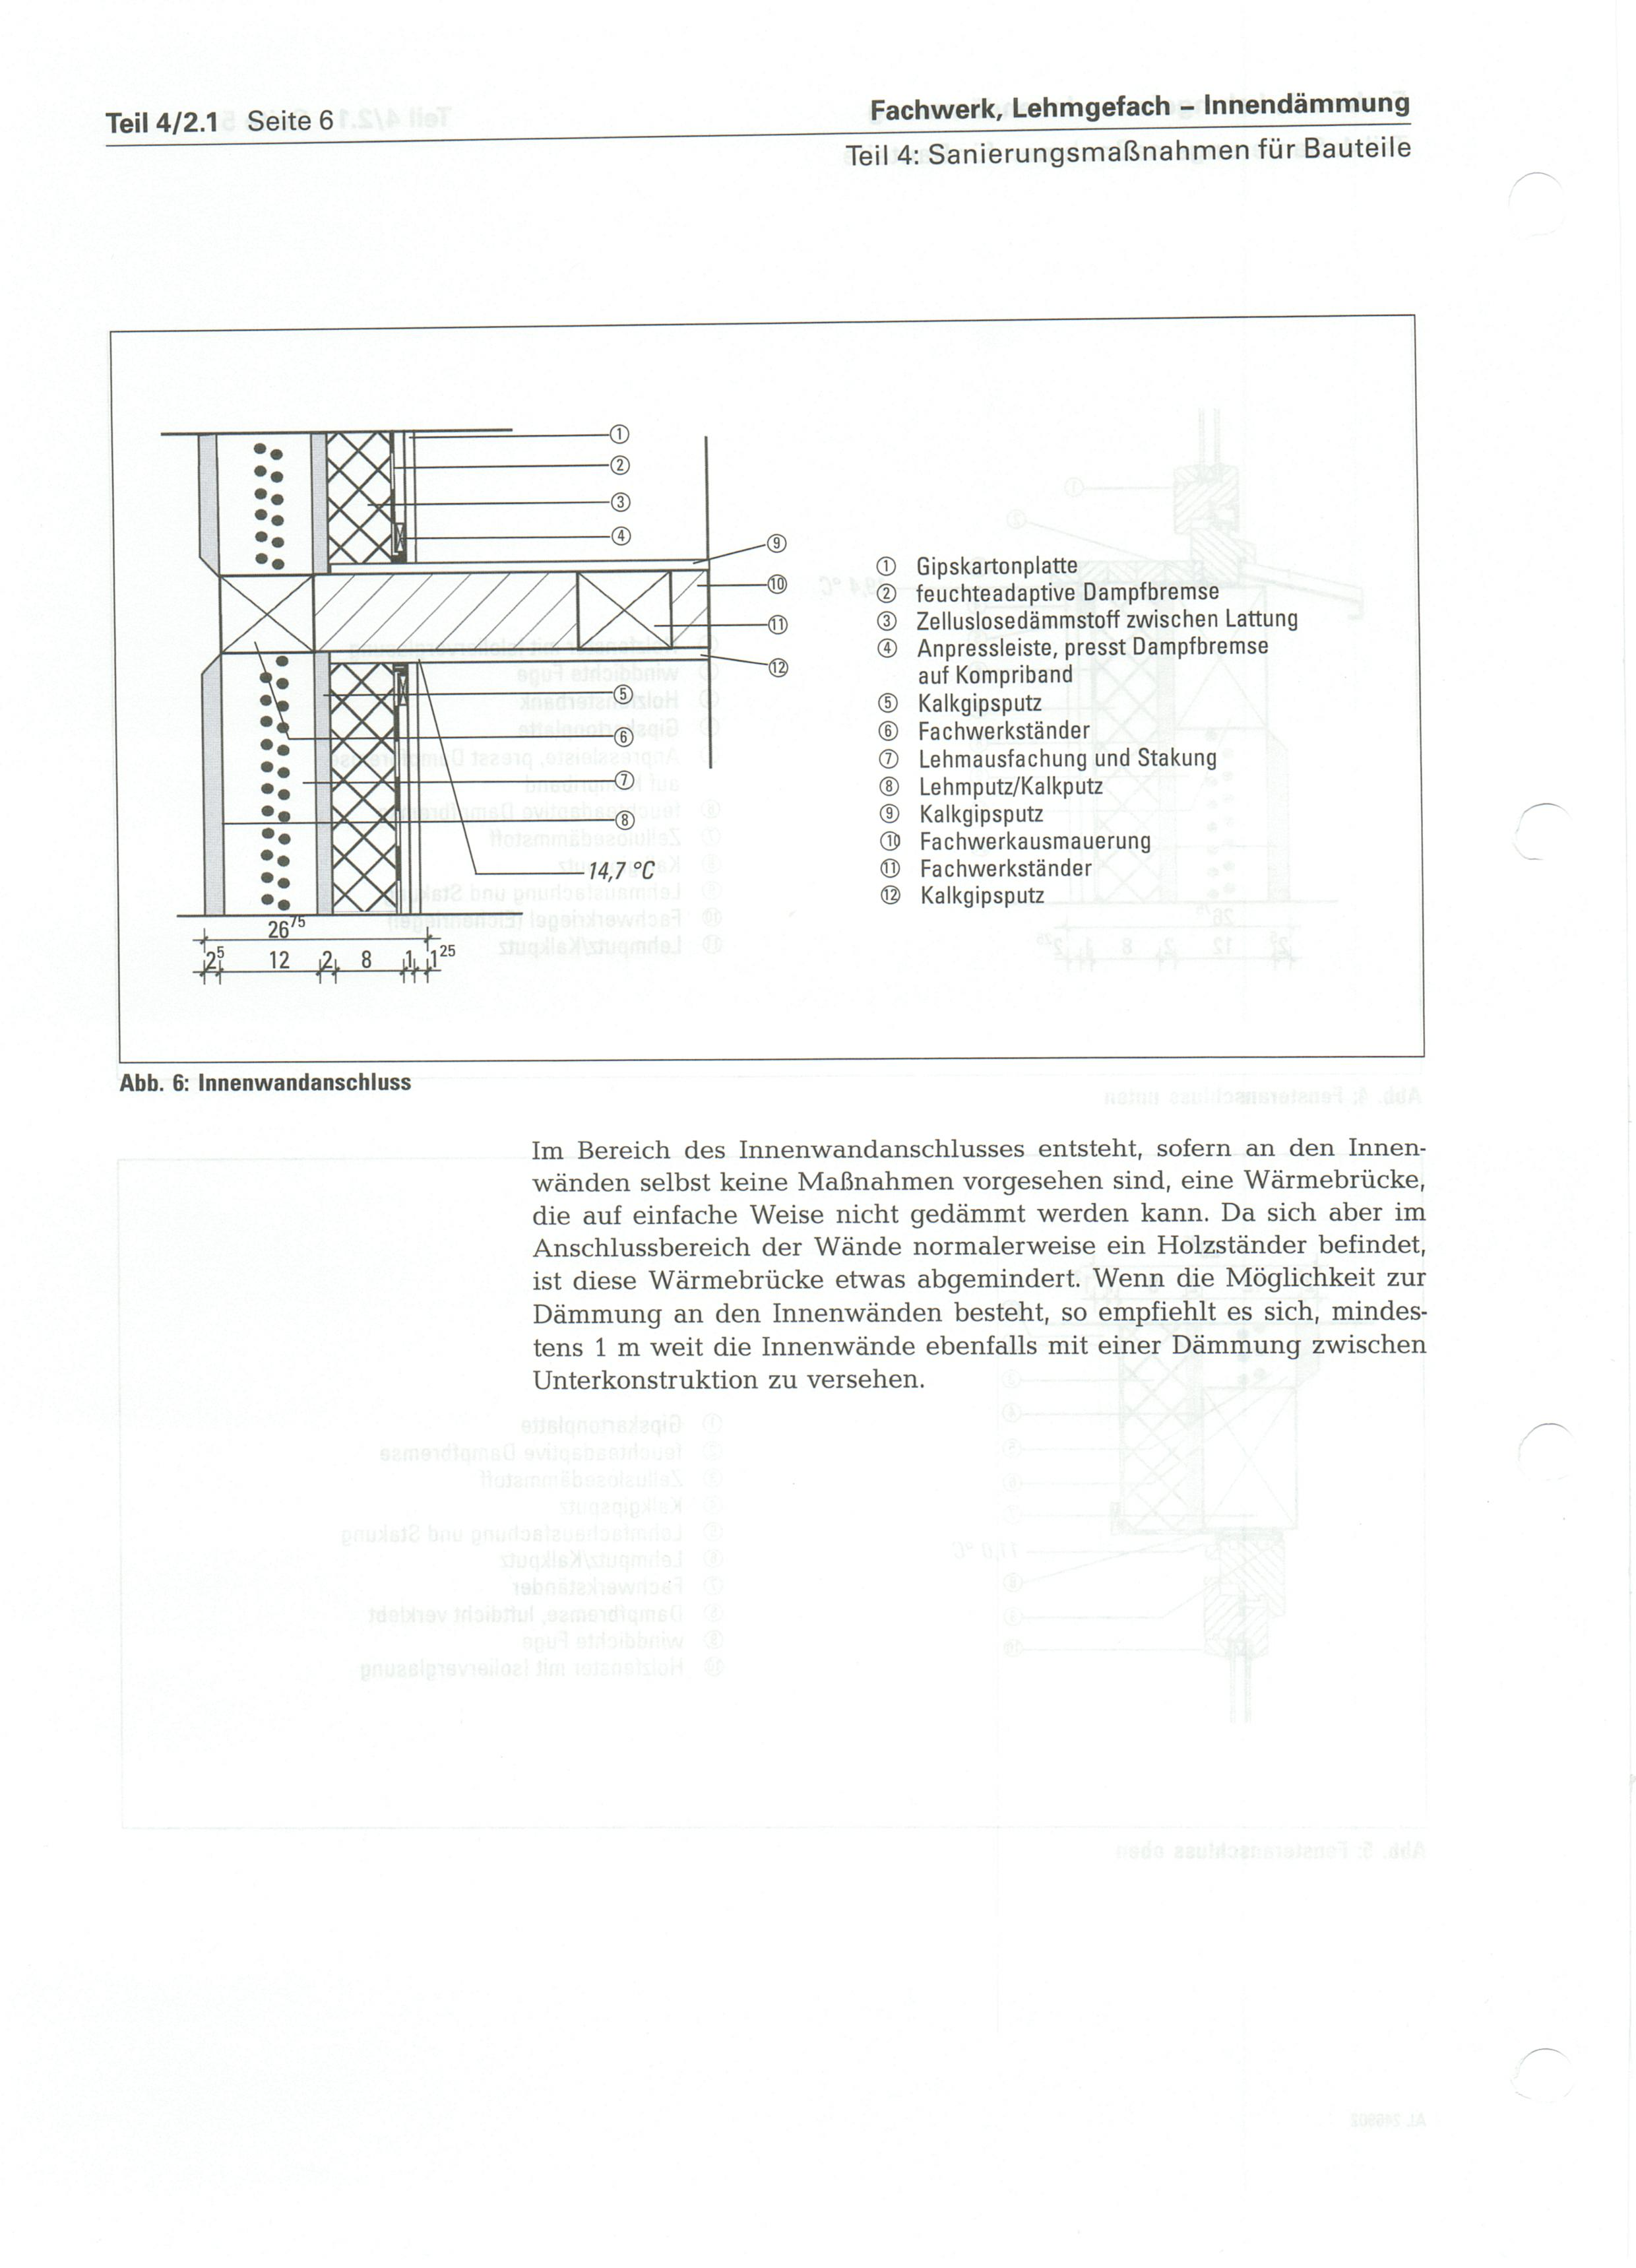 Teil 4/2.1 Seite 6
Fachwerk, Lehmgefach – Innendämmung
Teil 4: Sanierungsmaßnahmen für Bauteile
①
②
③
④
⑨
⑩
⑪
⑫
⑤
⑥
⑦
⑧
14,7 °C
26⁷⁵
2⁵ 12 2 8 1 1²⁵
① Gipskartonplatte
② feuchteadaptive Dampfbremse
③ Zelluslosedämmstoff zwischen Lattung
④ Anpressleiste, presst Dampfbremse
auf Kompriband
⑤ Kalkgipsputz
⑥ Fachwerkständer
⑦ Lehmausfachung und Stakung
⑧ Lehmputz/Kalkputz
⑨ Kalkgipsputz
⑩ Fachwerkausmauerung
⑪ Fachwerkständer
⑫ Kalkgipsputz
Abb. 6: Innenwandanschluss
Im Bereich des Innenwandanschlusses entsteht, sofern an den Innen-
wänden selbst keine Maßnahmen vorgesehen sind, eine Wärmebrücke,
die auf einfache Weise nicht gedämmt werden kann. Da sich aber im
Anschlussbereich der Wände normalerweise ein Holzständer befindet,
ist diese Wärmebrücke etwas abgemindert. Wenn die Möglichkeit zur
Dämmung an den Innenwänden besteht, so empfiehlt es sich, mindes-
tens 1 m weit die Innenwände ebenfalls mit einer Dämmung zwischen
Unterkonstruktion zu versehen.